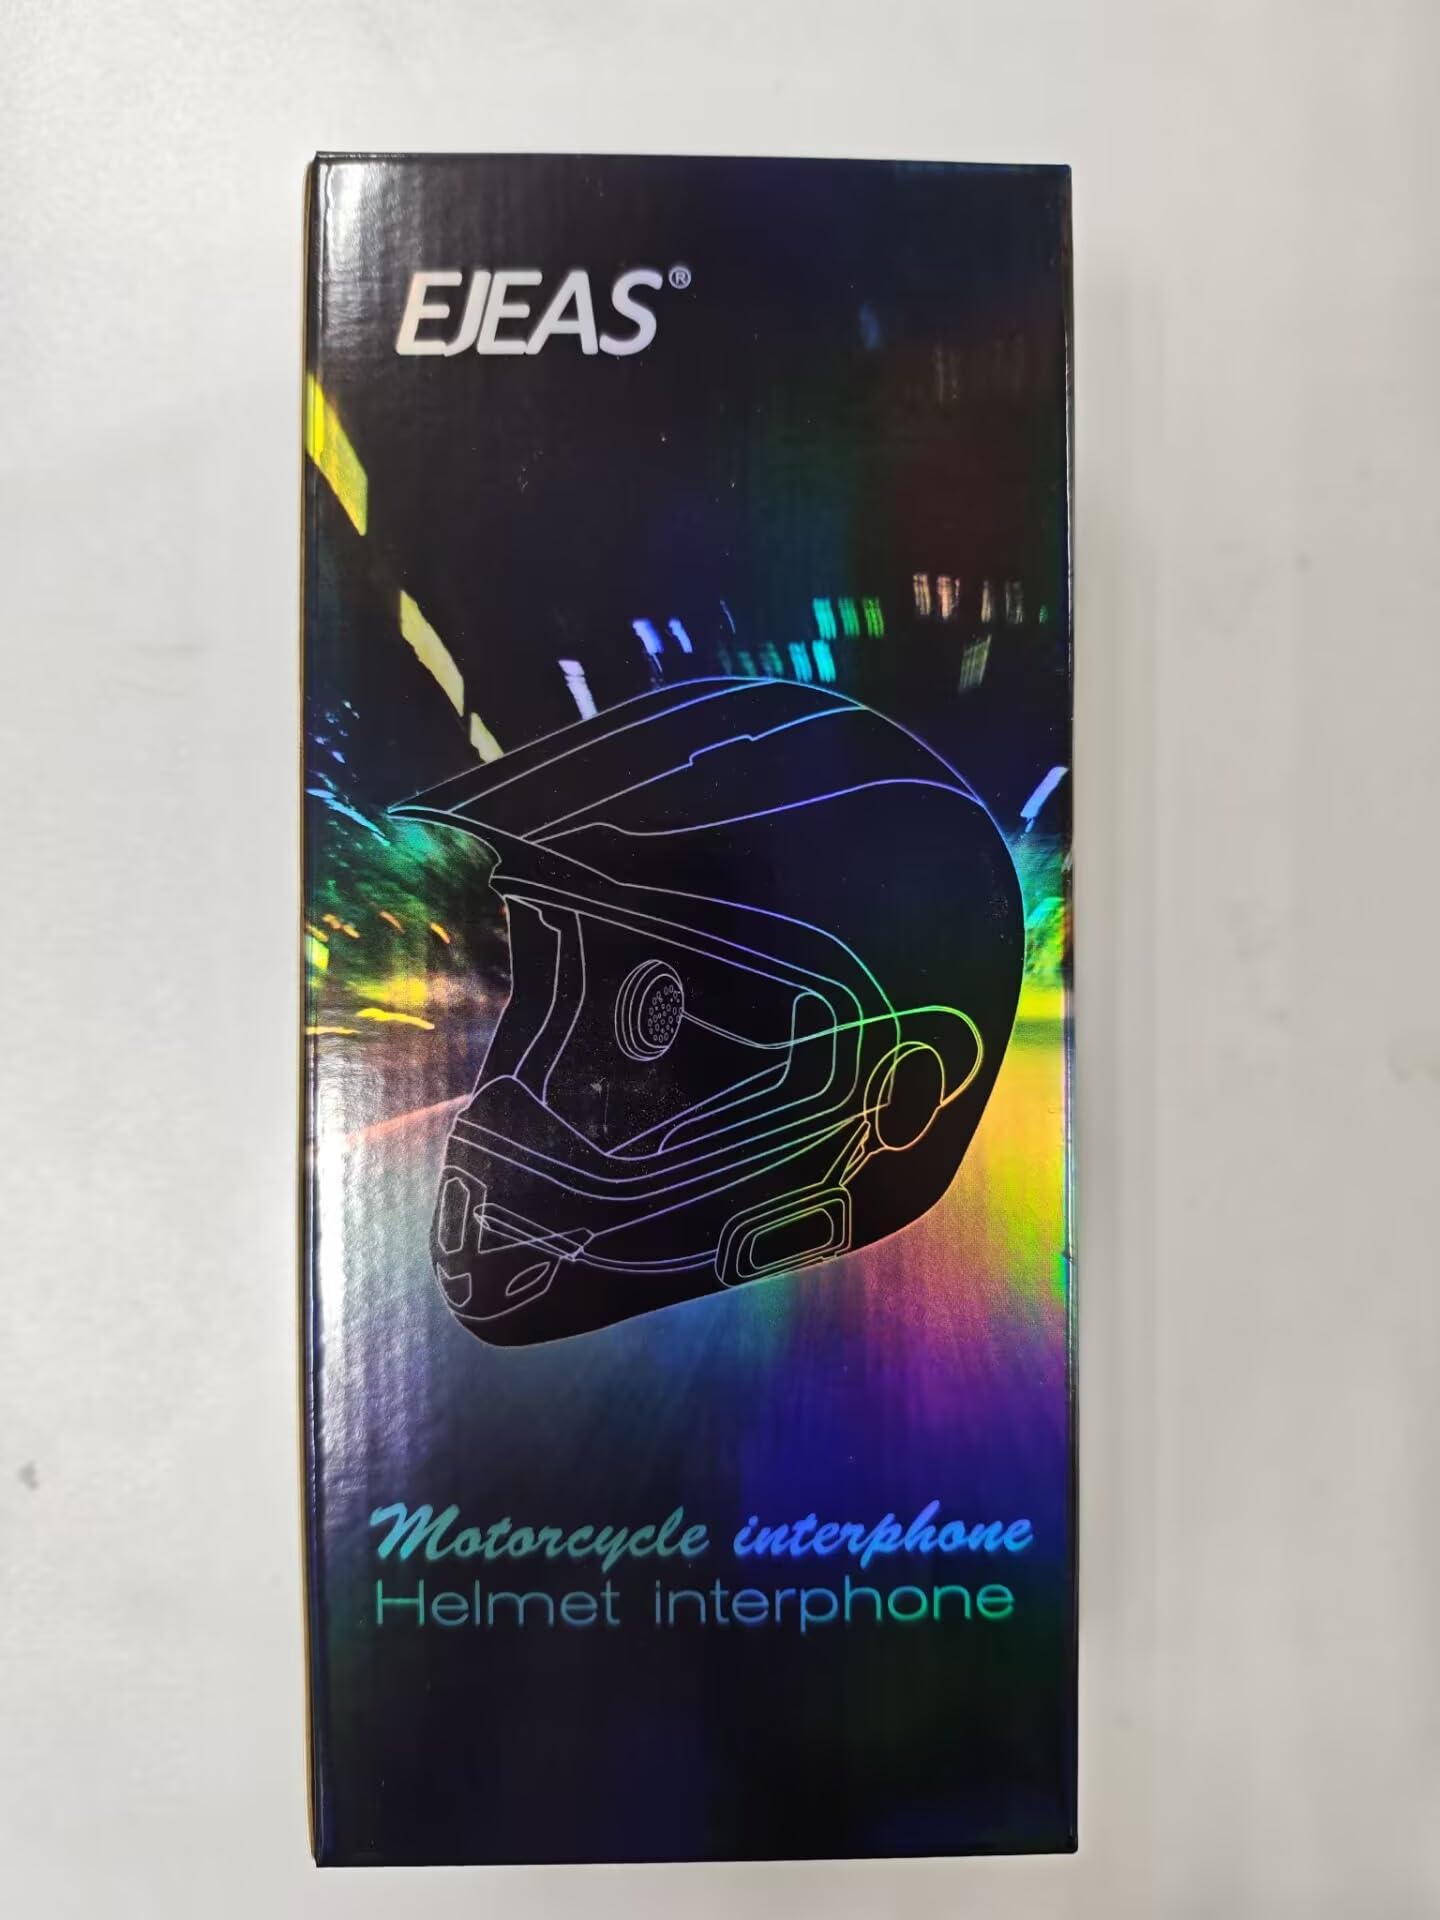 EJEAS®
Motorcycle interphone
Helmet interphone